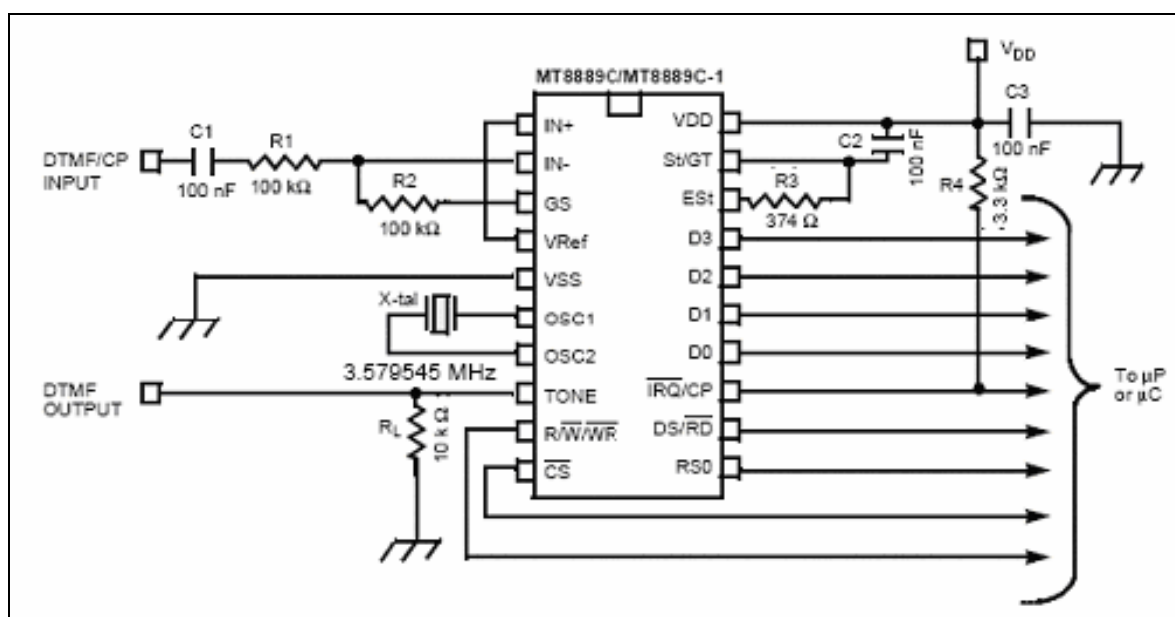 MT8889C/MT8889C-1
VDD
DTMF/CP
INPUT
C1
100 nF
R1
100 kΩ
R2
100 kΩ
IN+
IN-
GS
VRef
VSS
OSC1
OSC2
TONE
R/W/WR
CS
VDD
St/GT
ESt
D3
D2
D1
D0
IRQ/CP
DS/RD
RS0
X-tal
3.579545 MHz
DTMF
OUTPUT
RL
10 kΩ
C2
100 nF
R3
374 Ω
C3
100 nF
R4
3.3 kΩ
To µP
or µC